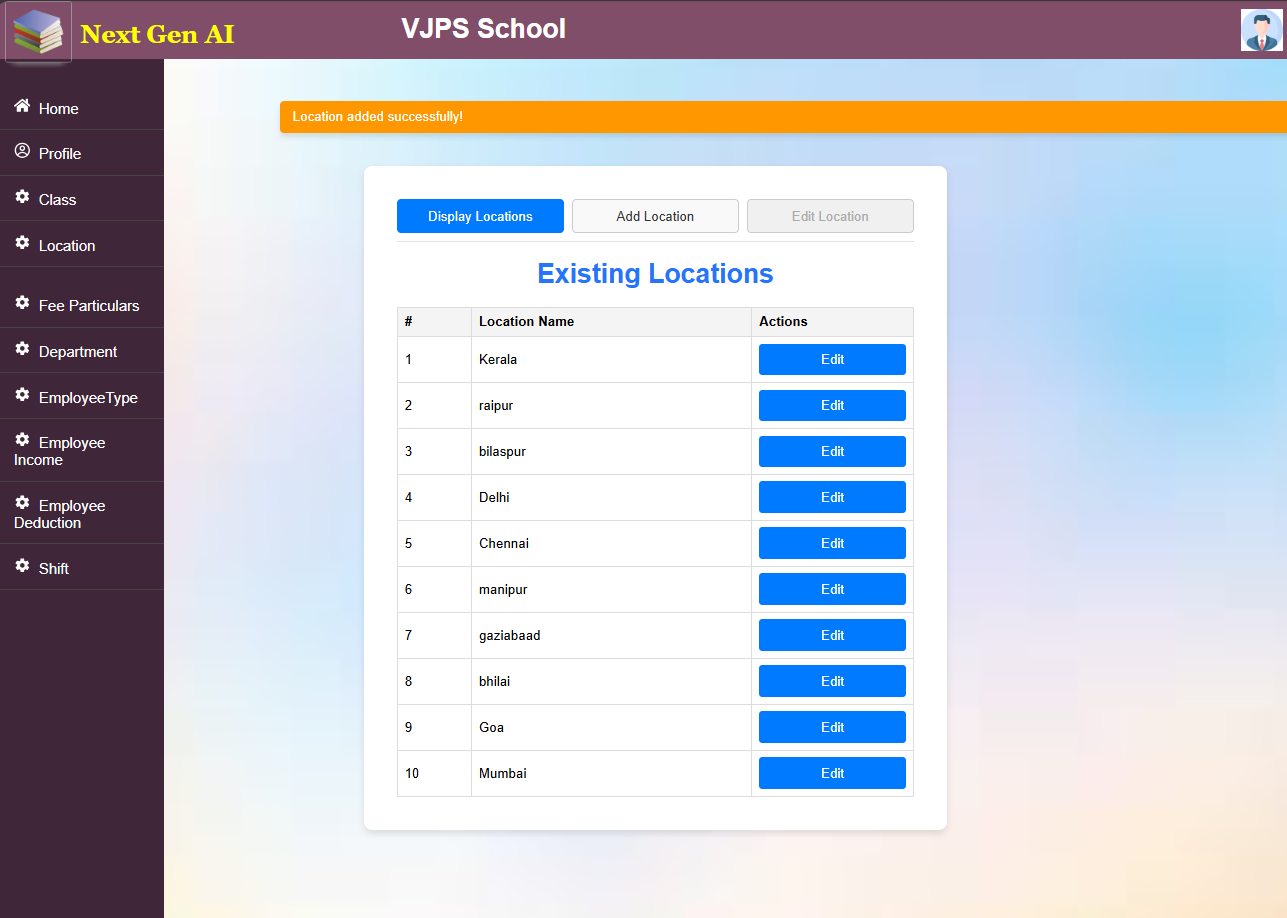 Next Gen AI
VJPS School
Home
Profile
Class
Location
Fee Particulars
Department
EmployeeType
Employee
Income
Employee
Deduction
Shift
Location added successfully!
Display Locations Add Location Edit Location
Existing Locations
# Location Name Actions
1 Kerala Edit
2 raipur Edit
3 bilaspur Edit
4 Delhi Edit
5 Chennai Edit
6 manipur Edit
7 gaziabaad Edit
8 bhilai Edit
9 Goa Edit
10 Mumbai Edit